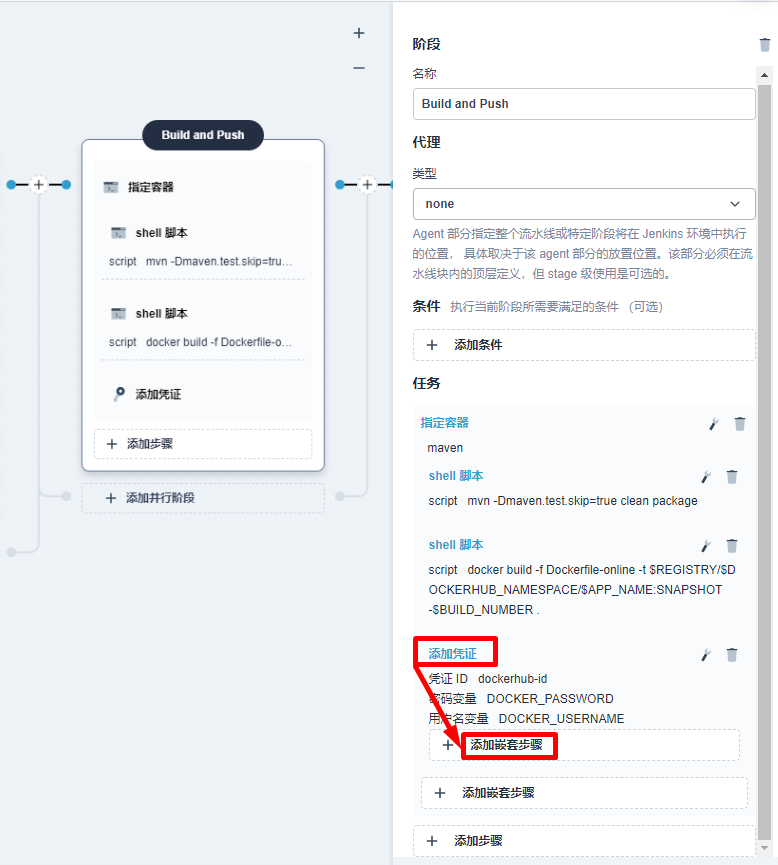 Build and Push
指定容器
shell 脚本
script mvn -Dmaven.test.skip=true...
shell 脚本
script docker build -f Dockerfile-o...
添加凭证
添加步骤
添加并行阶段
阶段
名称
Build and Push
代理
类型
none
Agent 部分指定整个流水线或特定阶段将在 Jenkins 环境中执行
的位置， 具体取决于该 agent 部分的放置位置。该部分必须在流
水线块内的顶层定义，但 stage 级使用是可选的。
条件 执行当前阶段所需要满足的条件 （可选）
添加条件
任务
指定容器
maven
shell 脚本
script mvn -Dmaven.test.skip=true clean package
shell 脚本
script docker build -f Dockerfile-online -t $REGISTRY/$D
OCKERHUB_NAMESPACE/$APP_NAME:SNAPSHOT
-$BUILD_NUMBER .
添加凭证
凭证 ID dockerhub-id
密码变量 DOCKER_PASSWORD
用户名变量 DOCKER_USERNAME
添加嵌套步骤
添加嵌套步骤
添加步骤